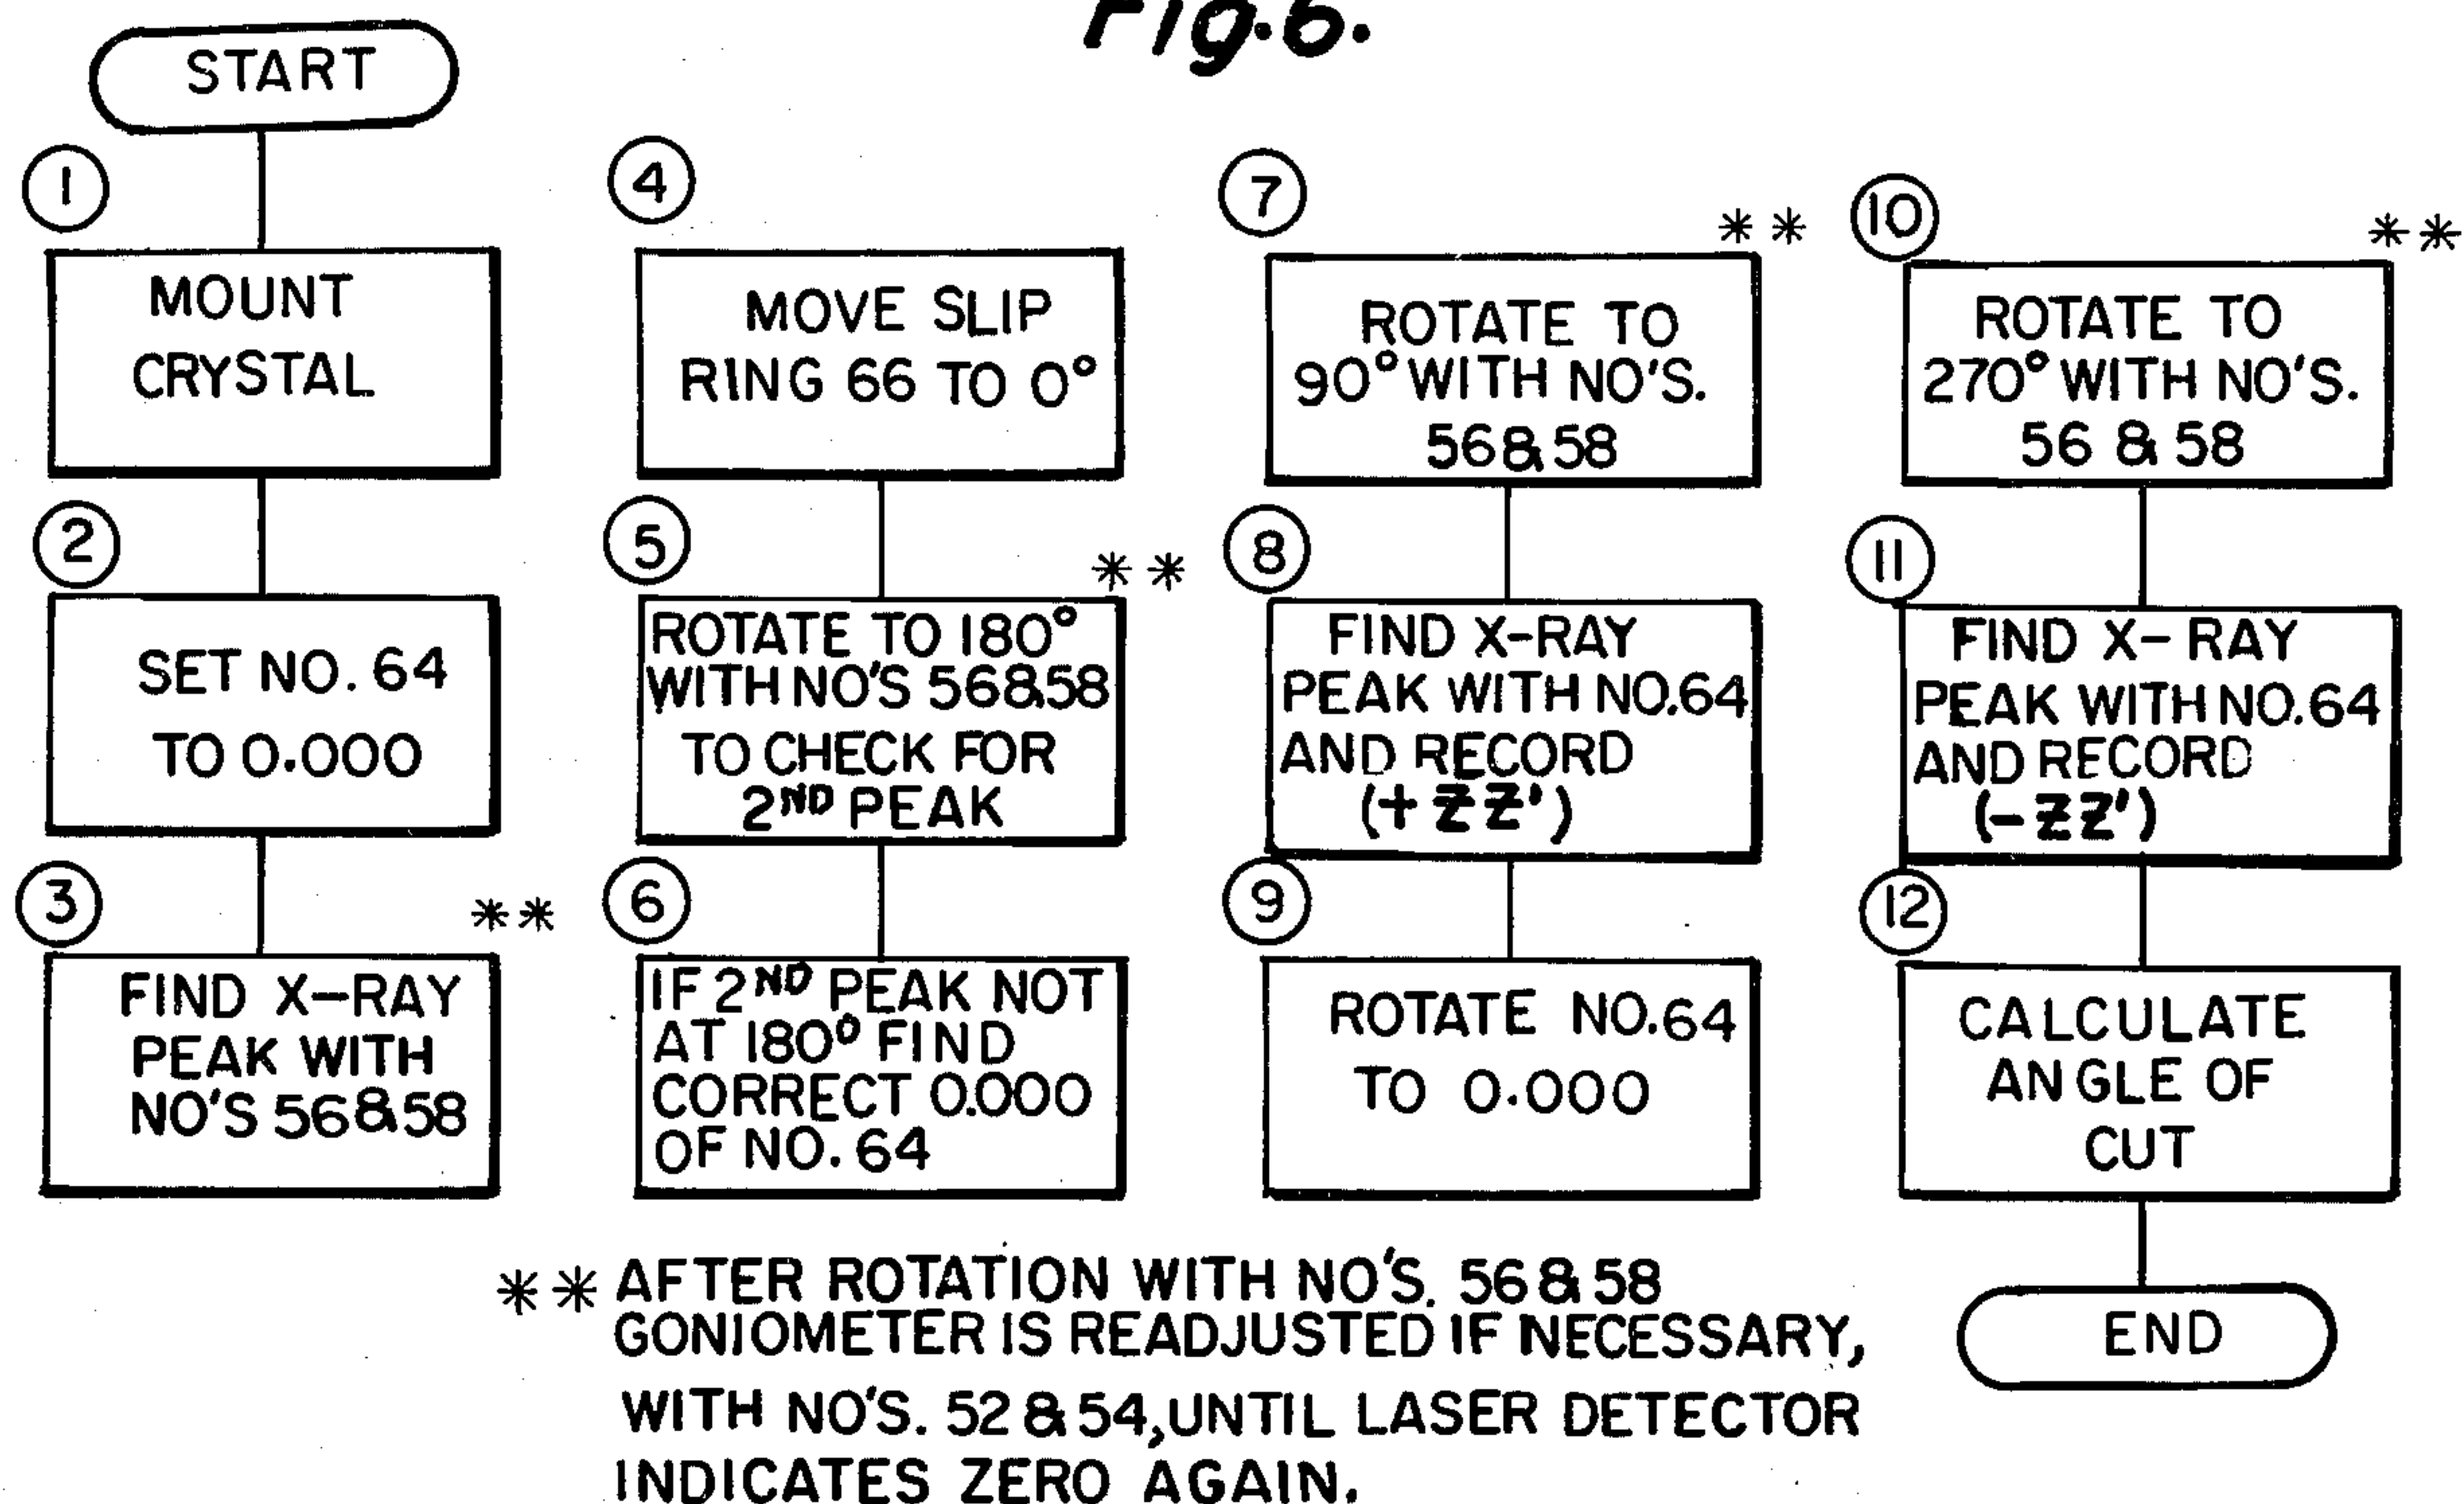 Fig.6.
START
1
MOUNT
CRYSTAL
2
SET NO. 64
TO 0.000
3
**
FIND X-RAY
PEAK WITH
NO'S 56&58
4
MOVE SLIP
RING 66 TO 0°
5
**
ROTATE TO 180°
WITH NO'S 56&58
TO CHECK FOR
2ND PEAK
6
IF 2ND PEAK NOT
AT 180° FIND
CORRECT 0.000
OF NO. 64
7
**
ROTATE TO
90° WITH NO'S.
56&58
8
FIND X-RAY
PEAK WITH NO.64
AND RECORD
(+ZZ')
9
ROTATE NO.64
TO 0.000
10
**
ROTATE TO
270° WITH NO'S.
56 & 58
11
FIND X-RAY
PEAK WITH NO.64
AND RECORD
(-ZZ')
12
CALCULATE
ANGLE OF
CUT
END
** AFTER ROTATION WITH NO'S. 56&58
GONIOMETER IS READJUSTED IF NECESSARY,
WITH NO'S. 52&54,UNTIL LASER DETECTOR
INDICATES ZERO AGAIN.